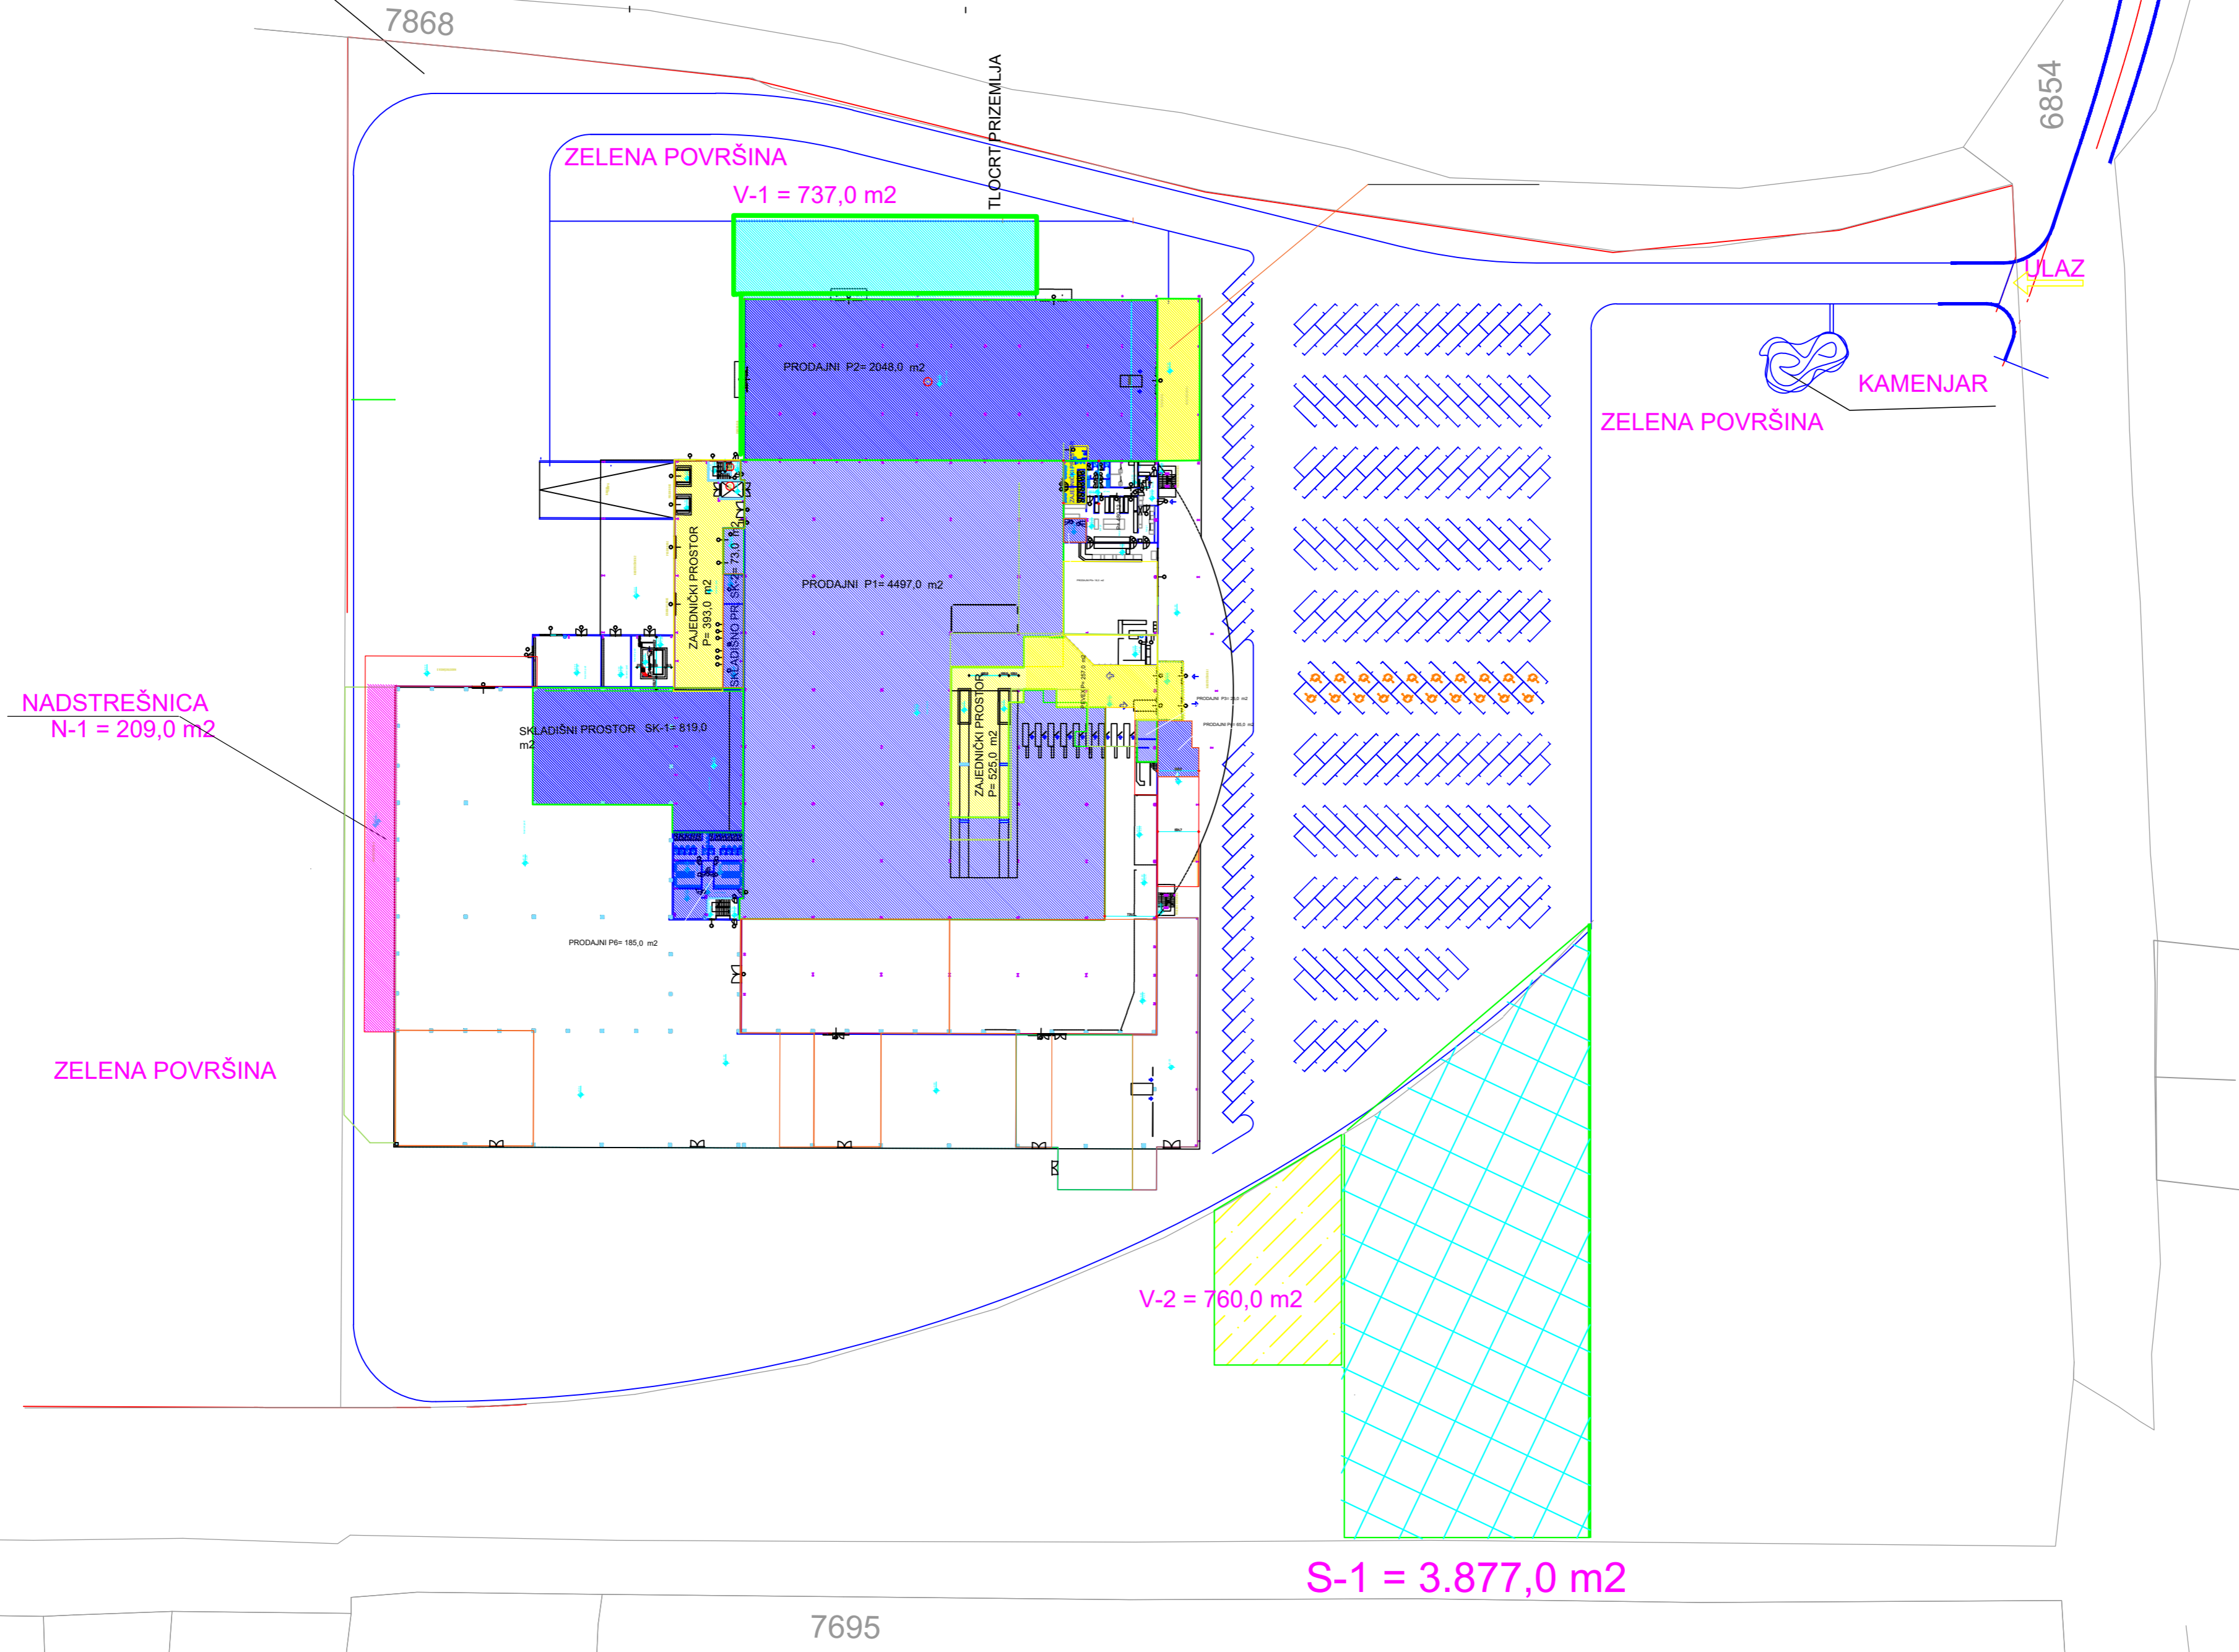 7868
6854
TLOCRT PRIZEMLJA
ZELENA POVRŠINA
V-1 = 737,0 m2
ULAZ
KAMENJAR
ZELENA POVRŠINA
PRODAJNI P2= 2048,0 m2
ZAJEDNIČKI PROSTOR
P= 393,0 m2
SKLADIŠNO PR. SK-2= 73,0 m2
PRODAJNI P1= 4497,0 m2
NADSTREŠNICA
N-1 = 209,0 m2
SKLADIŠNI PROSTOR SK-1= 819,0
m2
ZAJEDNIČKI PROSTOR
P= 525,0 m2
PRODAJNI P6= 185,0 m2
ZELENA POVRŠINA
V-2 = 760,0 m2
S-1 = 3.877,0 m2
7695